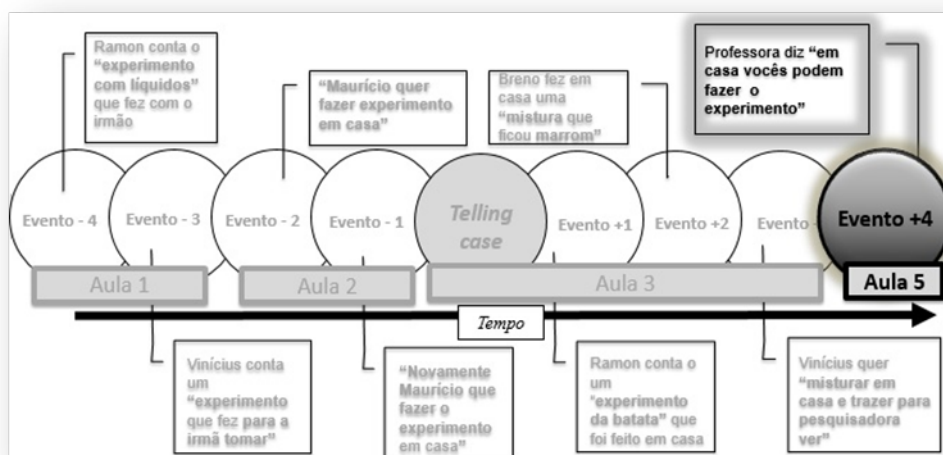 Ramon conta o
“experimento
com líquidos”
que fez com o
irmão
“Maurício quer
fazer experimento
em casa”
Breno fez em
casa uma
“mistura que
ficou marrom”
Professora diz “em
casa vocês podem
fazer o
experimento”
Evento - 4
Evento - 3
Evento - 2
Evento - 1
Telling
case
Evento +1
Evento +2
Evento
Evento +4
Aula 1
Aula 2
Aula 3
Aula 5
Tempo
Vinícius conta
um
“experimento
que fez para a
irmã tomar”
“Novamente
Maurício que
fazer o
experimento
em casa”
Ramon conta o
um
“experimento
da batata” que
foi feito em casa
Vinícius quer
“misturar em
casa e trazer para
pesquisadora
ver”